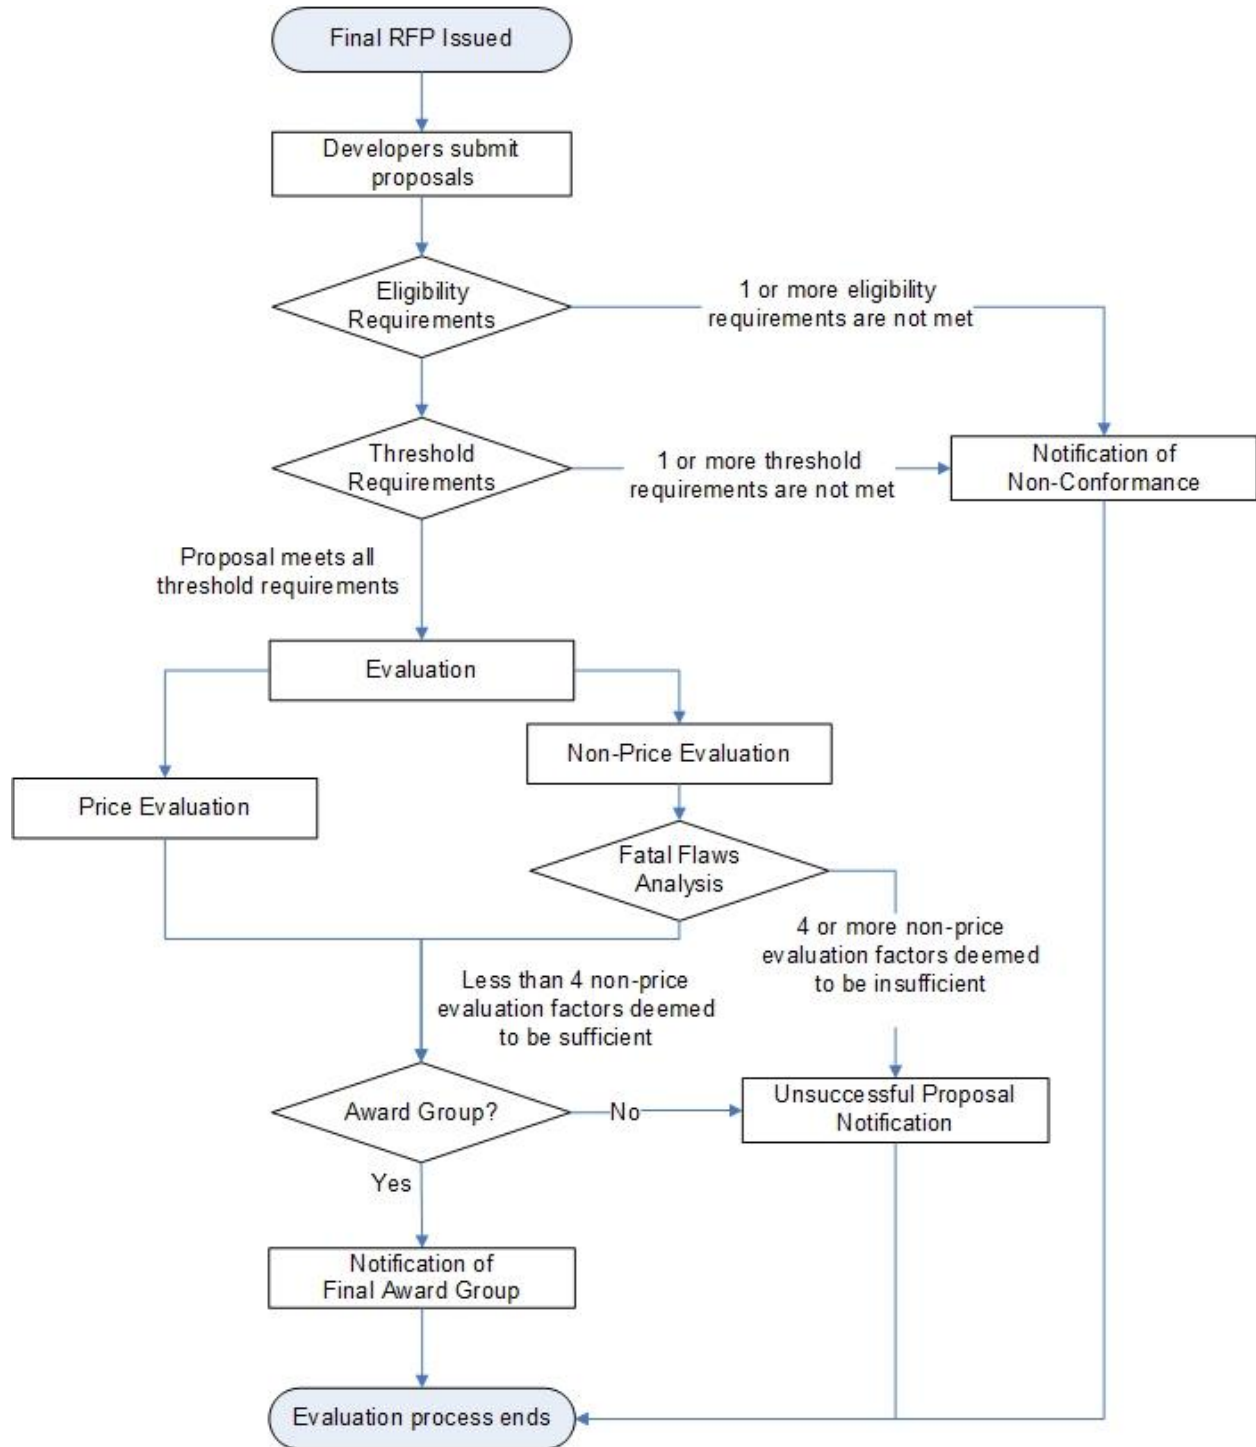 Final RFP Issued
Developers submit
proposals
Eligibility
Requirements
1 or more eligibility
requirements are not met
Threshold
Requirements
1 or more threshold
requirements are not met
Notification of
Non-Conformance
Proposal meets all
threshold requirements
Evaluation
Non-Price Evaluation
Price Evaluation
Fatal Flaws
Analysis
4 or more non-price
evaluation factors deemed
to be insufficient
Less than 4 non-price
evaluation factors deemed
to be sufficient
Award Group?
No
Unsuccessful Proposal
Notification
Yes
Notification of
Final Award Group
Evaluation process ends